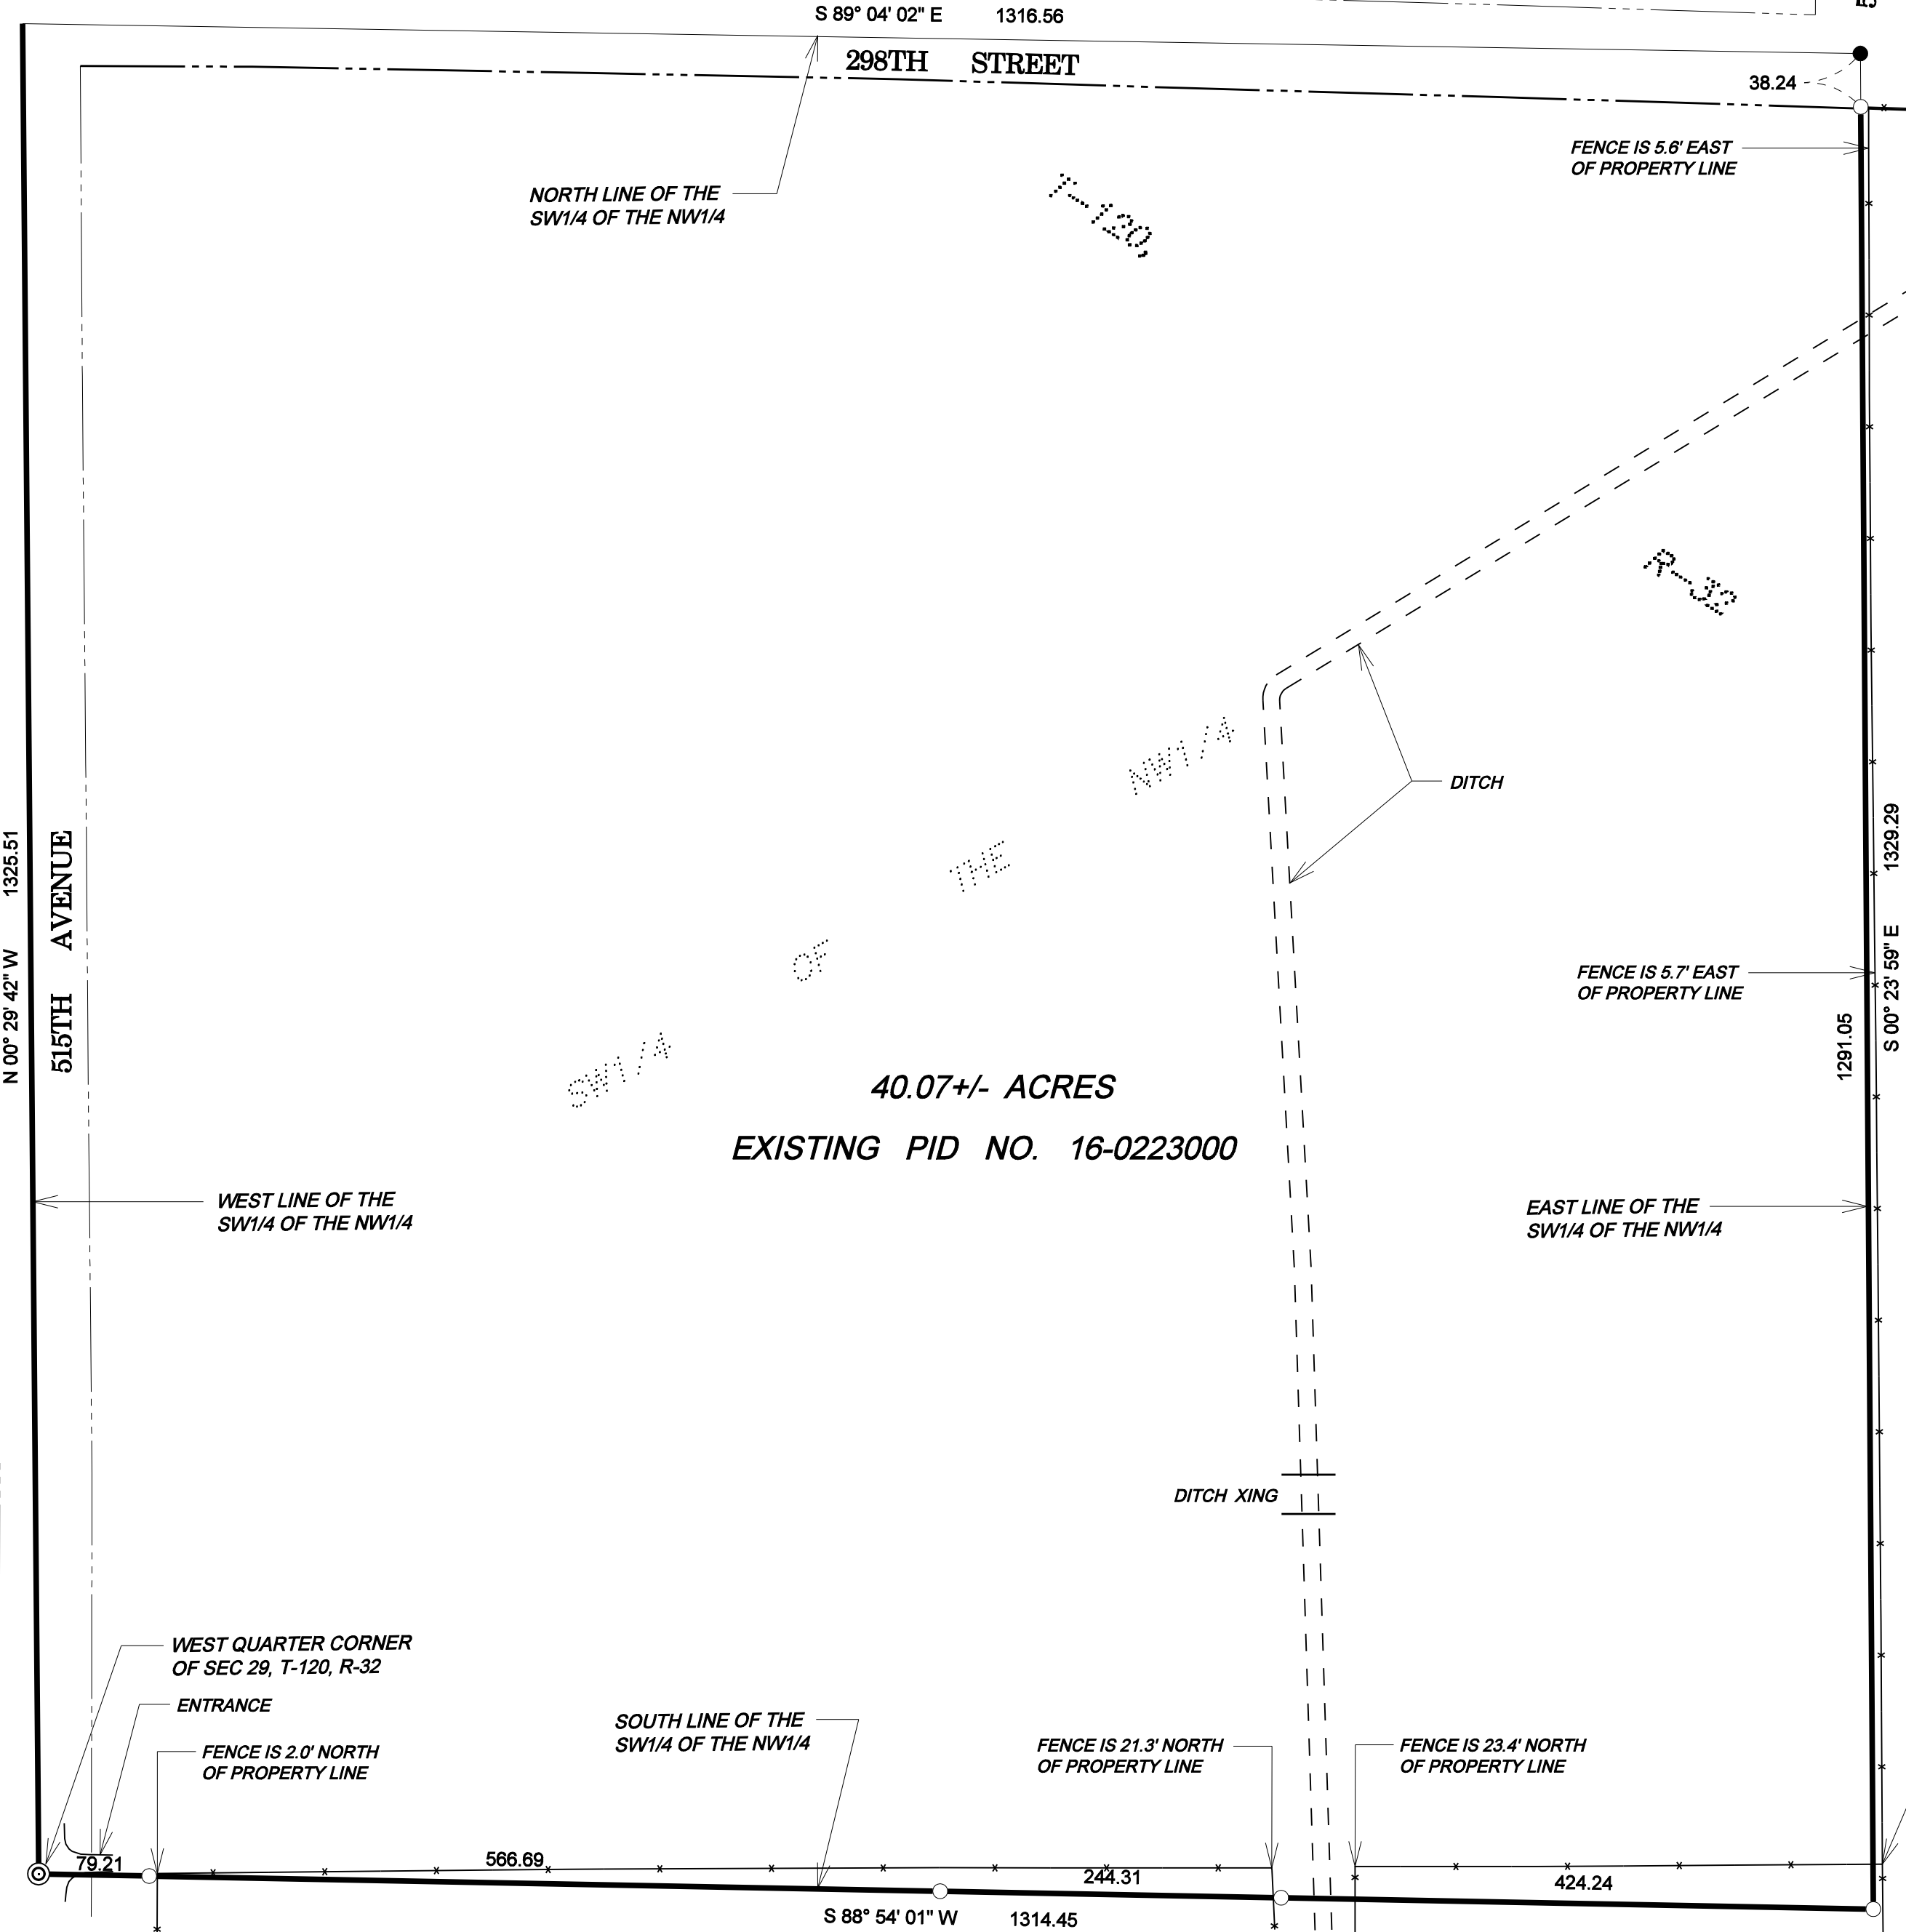 S 89° 04' 02" E 1316.56
298TH STREET
38.24
FENCE IS 5.6' EAST
OF PROPERTY LINE
NORTH LINE OF THE
SW1/4 OF THE NW1/4
T-120,
R-32
SW1/4 OF THE NW1/4
DITCH
N 00° 29' 42" W 1325.51
515TH AVENUE
S 00° 23' 59" E 1329.29
1291.05
FENCE IS 5.7' EAST
OF PROPERTY LINE
40.07+/- ACRES
EXISTING PID NO. 16-0223000
WEST LINE OF THE
SW1/4 OF THE NW1/4
EAST LINE OF THE
SW1/4 OF THE NW1/4
DITCH XING
WEST QUARTER CORNER
OF SEC 29, T-120, R-32
ENTRANCE
FENCE IS 2.0' NORTH
OF PROPERTY LINE
SOUTH LINE OF THE
SW1/4 OF THE NW1/4
FENCE IS 21.3' NORTH
OF PROPERTY LINE
FENCE IS 23.4' NORTH
OF PROPERTY LINE
79.21
566.69
244.31
424.24
S 88° 54' 01" W 1314.45